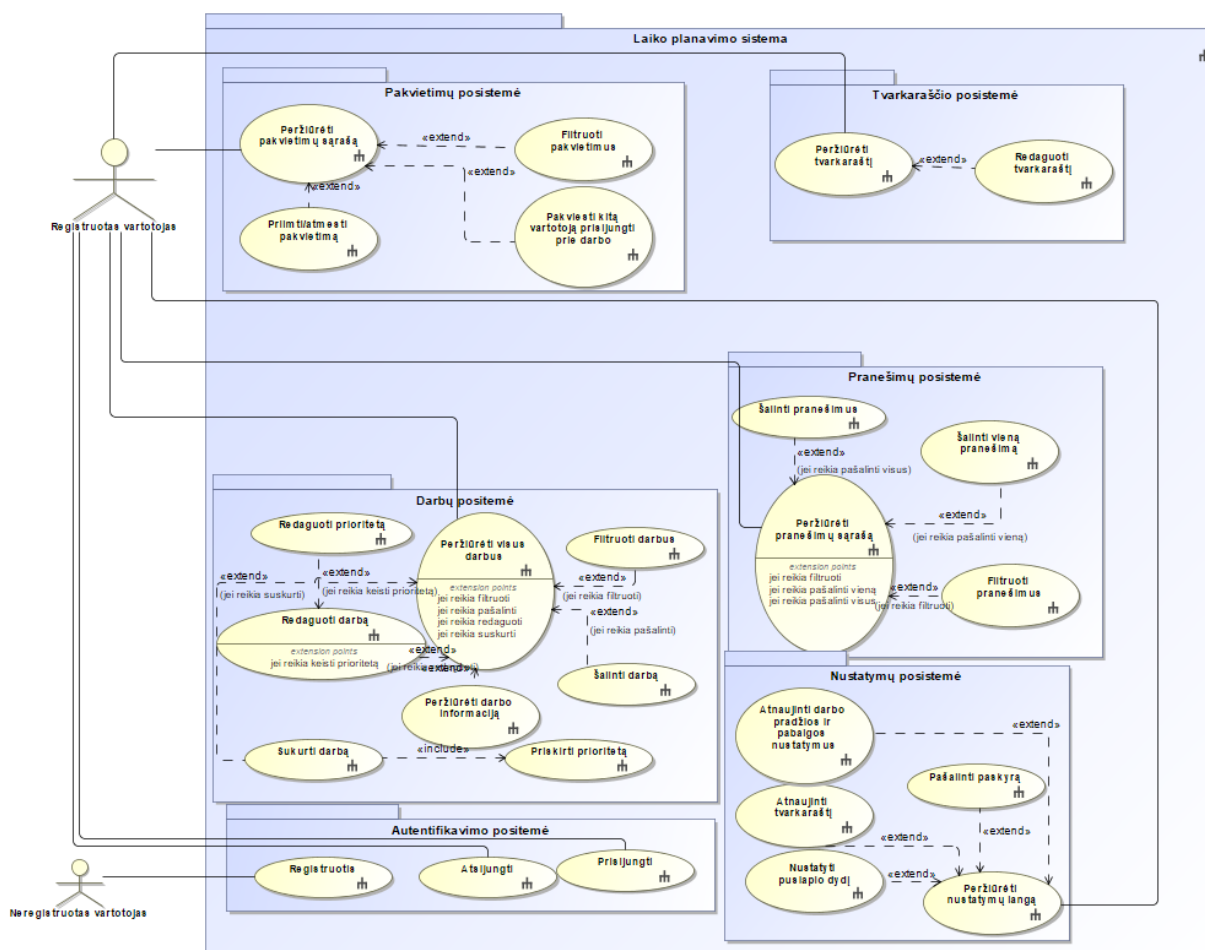 Laiko planavimo sistema
Pakvietimų posistemė
Peržiūrėti
pakvietimų sąrašą
«extend»
Filtruoti
pakvietimus
«extend»
«extend»
Priimti/atmesti
pakvietimą
Pakviesti kitą
vartotoją prisijungti
prie darbo
Tvarkaraščio posistemė
Peržiūrėti
tvarkaraštį
«extend»
Redaguoti
tvarkaraštį
Registruotas vartotojas
Pranešimų posistemė
Šalinti pranešimus
«extend»
(jei reikia pašalinti visus)
Šalinti vieną
pranešimą
«extend»
(jei reikia pašalinti vieną)
Peržiūrėti
pranešimų sąrašą
extension points
jei reikia filtruoti
jei reikia pašalinti vieną
jei reikia pašalinti visus
«extend»
(jei reikia filtruoti)
Filtruoti
pranešimus
Darbų positemė
Redaguoti prioritetą
«extend»
(jei reikia suskurti)
«extend»
(jei reikia keisti prioritetą)
Peržiūrėti visus
darbus
extension points
jei reikia filtruoti
jei reikia pašalinti
jei reikia redaguoti
jei reikia suskurti
Filtruoti darbus
«extend»
(jei reikia filtruoti)
«extend»
(jei reikia pašalinti)
Šalinti darbą
Redaguoti darbą
extension points
jei reikia keisti prioritetą
«extend»
(jei reikia
«extend»
Peržiūrėti darbo
informaciją
Sukurti darbą
«include»
Priskirti prioritetą
Nustatymų posistemė
Atnaujinti darbo
pradžios ir
pabaigos
nustatymus
«extend»
Pašalinti paskyrą
Atnaujinti
tvarkaraštį
«extend»
«extend»
Nustatyti
puslapio dydį
«extend»
Peržiūrėti
nustatymų langą
Autentifikavimo positemė
Registruotis
Atsijungti
Prisijungti
Neregistruotas vartotojas